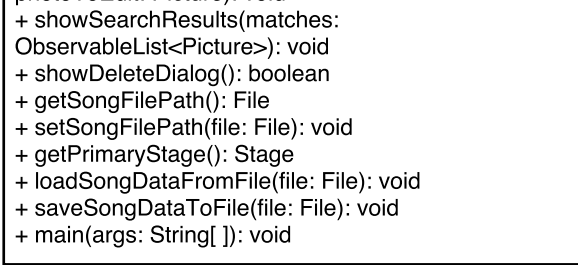 + showSearchResults(matches:
ObservableList<Picture>): void
+ showDeleteDialog(): boolean
+ getSongFilePath(): File
+ setSongFilePath(file: File): void
+ getPrimaryStage(): Stage
+ loadSongDataFromFile(file: File): void
+ saveSongDataToFile(file: File): void
+ main(args: String[ ]): void